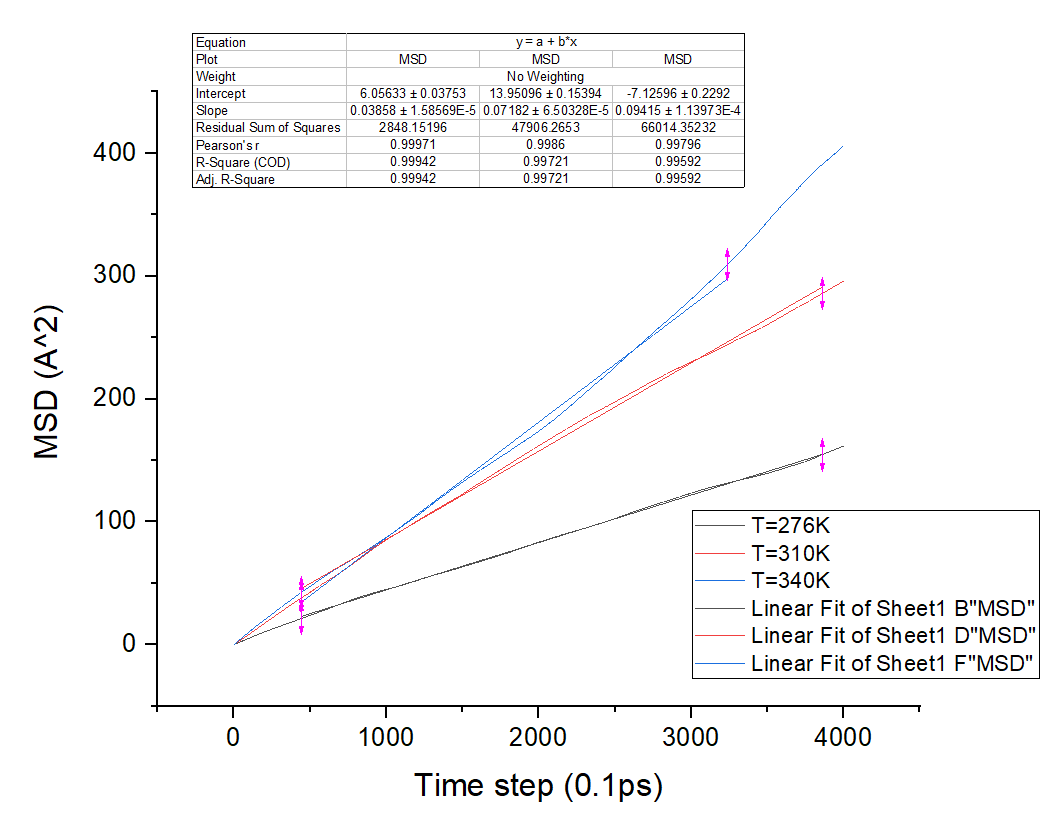 Equation y = a + b*x
Plot MSD MSD MSD
Weight No Weighting
Intercept 6.05633 ± 0.03753 13.95096 ± 0.15394 -7.12596 ± 0.2292
Slope 0.03858 ± 1.58569E-5 0.07182 ± 6.50328E-5 0.09415 ± 1.13973E-4
Residual Sum of Squares 2848.15196 47906.2653 66014.35232
Pearson's r 0.99971 0.9986 0.99796
R-Square (COD) 0.99942 0.99721 0.99592
Adj. R-Square 0.99942 0.99721 0.99592
400
300
200
100
0
MSD (A^2)
T=276K
T=310K
T=340K
Linear Fit of Sheet1 B"MSD"
Linear Fit of Sheet1 D"MSD"
Linear Fit of Sheet1 F"MSD"
0 1000 2000 3000 4000
Time step (0.1ps)